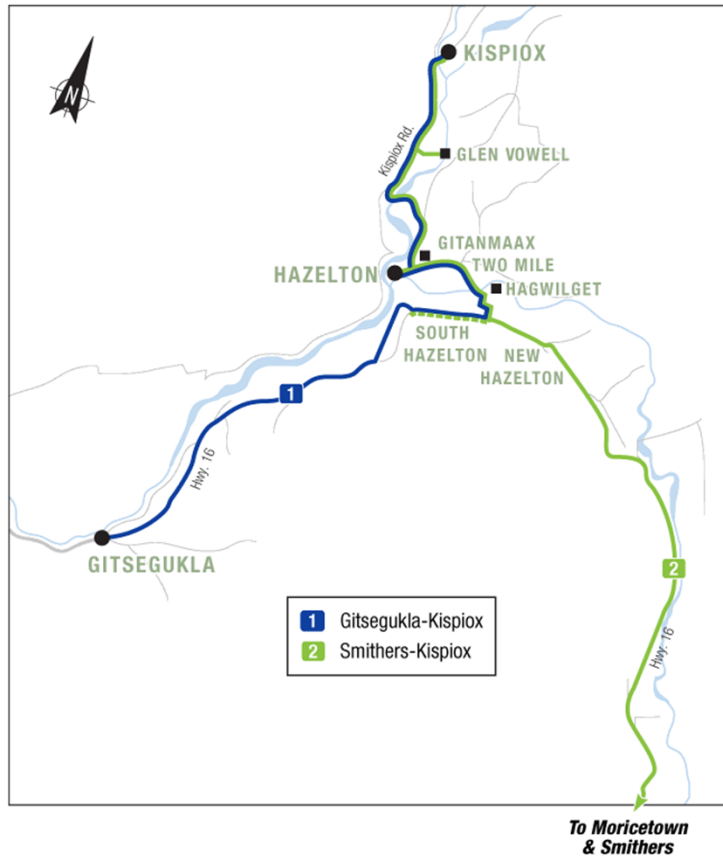 N
KISPIOX
Kispiox Rd.
GLEN VOWELL
GITANMAAX
HAZELTON
TWO MILE
HAGWILGET
SOUTH
HAZELTON
NEW
HAZELTON
1
Hwy. 16
GITSEGUKLA
2
1 Gitsegukla-Kispiox
2 Smithers-Kispiox
Hwy. 16
To Moricetown
& Smithers